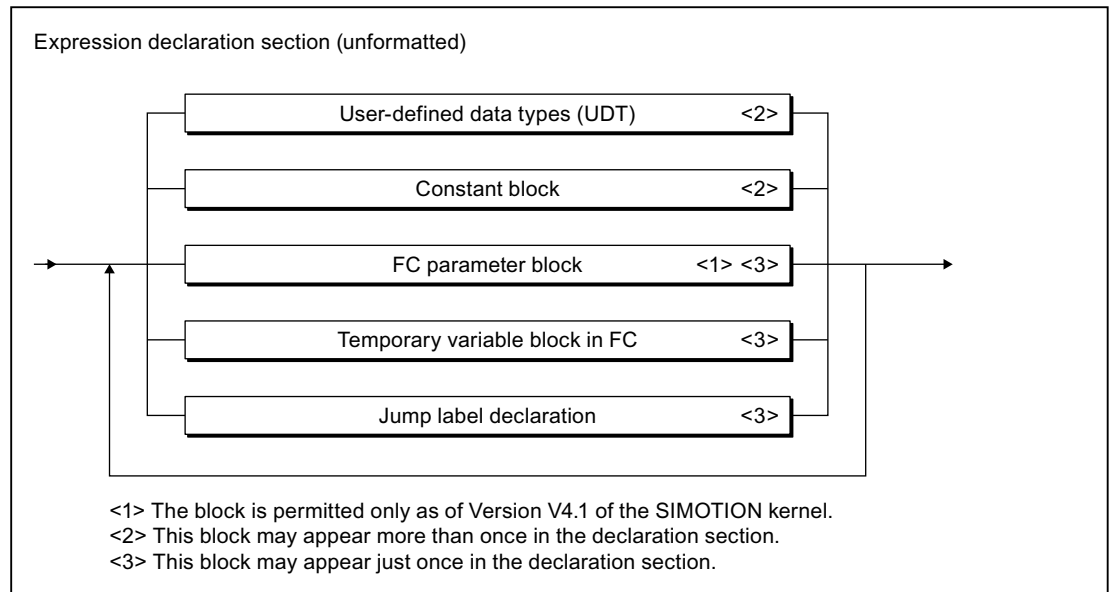 Expression declaration section (unformatted)
User-defined data types (UDT) <2>
Constant block <2>
FC parameter block <1> <3>
Temporary variable block in FC <3>
Jump label declaration <3>
<1> The block is permitted only as of Version V4.1 of the SIMOTION kernel.
<2> This block may appear more than once in the declaration section.
<3> This block may appear just once in the declaration section.